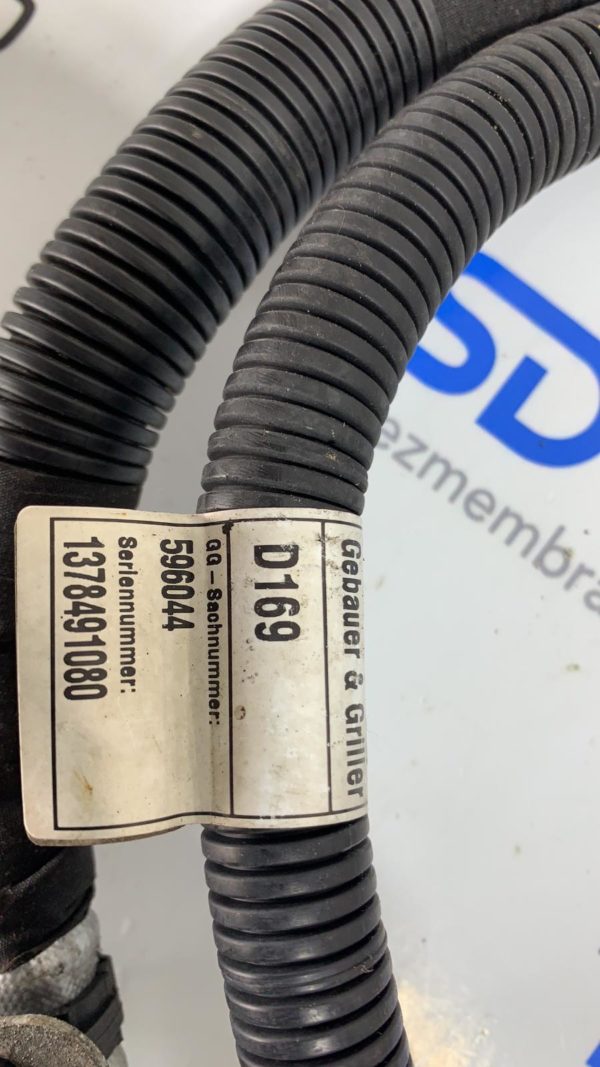 Gebauer & Griller
D169
GG - Sachnummer:
596044
Seriennummer:
1378491080
SD
ezmembra